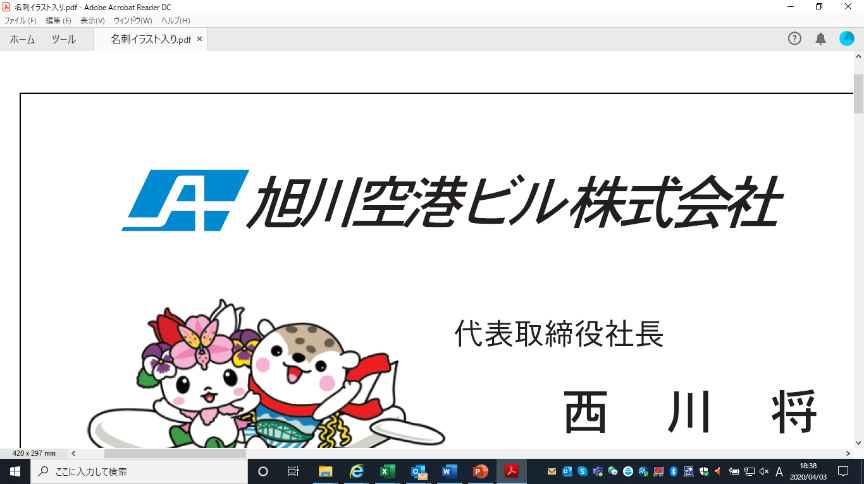 名刺イラスト入り.pdf - Adobe Acrobat Reader DC
ファイル(F) 編集(E) 表示(V) ウィンドウ(W) ヘルプ(H)
ホーム ツール 名刺イラスト入り.pdf ×
旭川空港ビル株式会社
代表取締役社長
西川将
420 x 297 mm
ここに入力して検索
A 18:38
2020/04/03